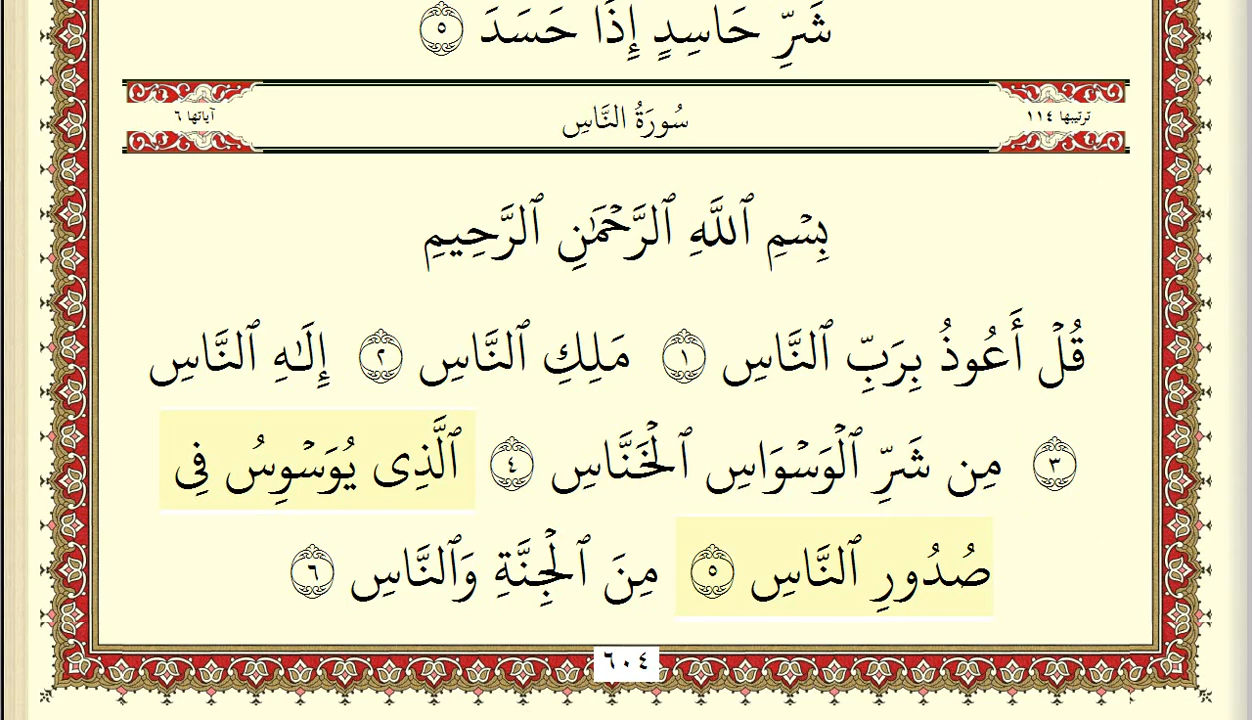 شَرِّ حَاسِدٍ إِذَا حَسَدَ ٥
ترتيبها ١١٤ سُورَةُ النَّاسِ آياتها ٦
بِسْمِ ٱللَّهِ ٱلرَّحْمَٰنِ ٱلرَّحِيمِ
قُلْ أَعُوذُ بِرَبِّ ٱلنَّاسِ ١ مَلِكِ ٱلنَّاسِ ٢ إِلَٰهِ ٱلنَّاسِ
٣ مِن شَرِّ ٱلْوَسْوَاسِ ٱلْخَنَّاسِ ٤ ٱلَّذِى يُوَسْوِسُ فِى
صُدُورِ ٱلنَّاسِ ٥ مِنَ ٱلْجِنَّةِ وَٱلنَّاسِ ٦
٦٠٤